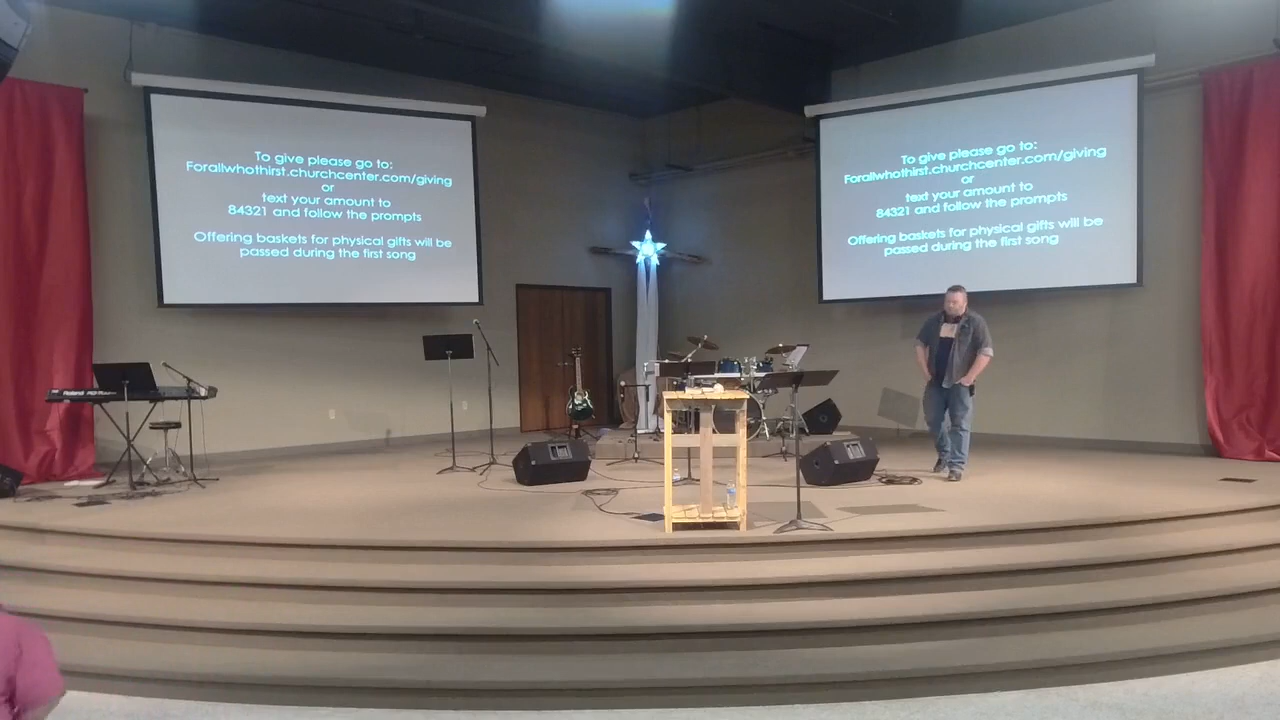 To give please go to:
Forallwhothirst.churchcenter.com/giving
or
text your amount to
84321 and follow the prompts
Offering baskets for physical gifts will be
passed during the first song
To give please go to:
Forallwhothirst.churchcenter.com/giving
or
text your amount to
84321 and follow the prompts
Offering baskets for physical gifts will be
passed during the first song
Roland